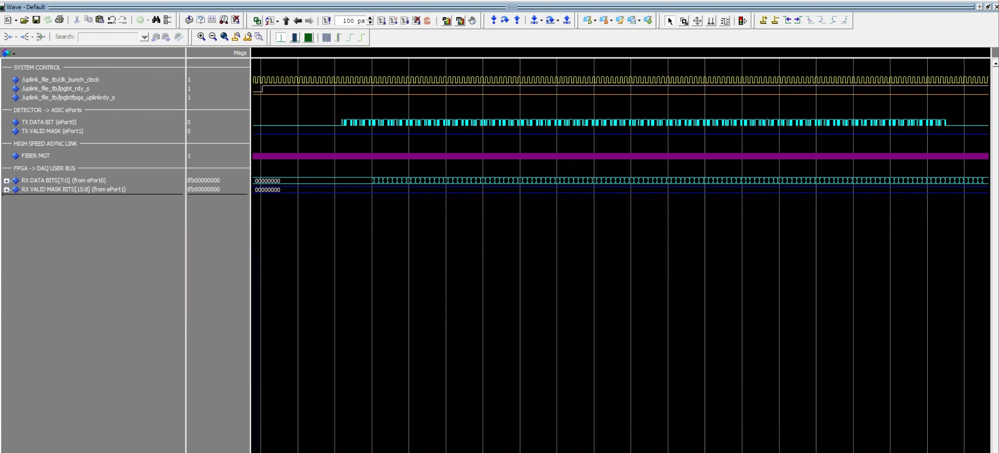 Wave - Default
100 ps
Search:
Msgs
SYSTEM CONTROL
/uplink_file_tb/clk_bunch_clock 1
/uplink_file_tb/lpgbt_rdy_s 1
/uplink_file_tb/lpgbtfpga_uplinkrdy_s 1
DETECTOR -> ASIC ePorts
TX DATA BIT (ePort0) 0
TX VALID MASK (ePort1) 0
HIGH SPEED ASYNC LINK
FIBER MGT 1
FPGA -> DAQ USER BUS
RX DATA BITS[7:0] (from ePort0) 8'b00000000 00000000
RX VALID MASK BITS[15:8] (from ePort1) 8'b00000000 00000000